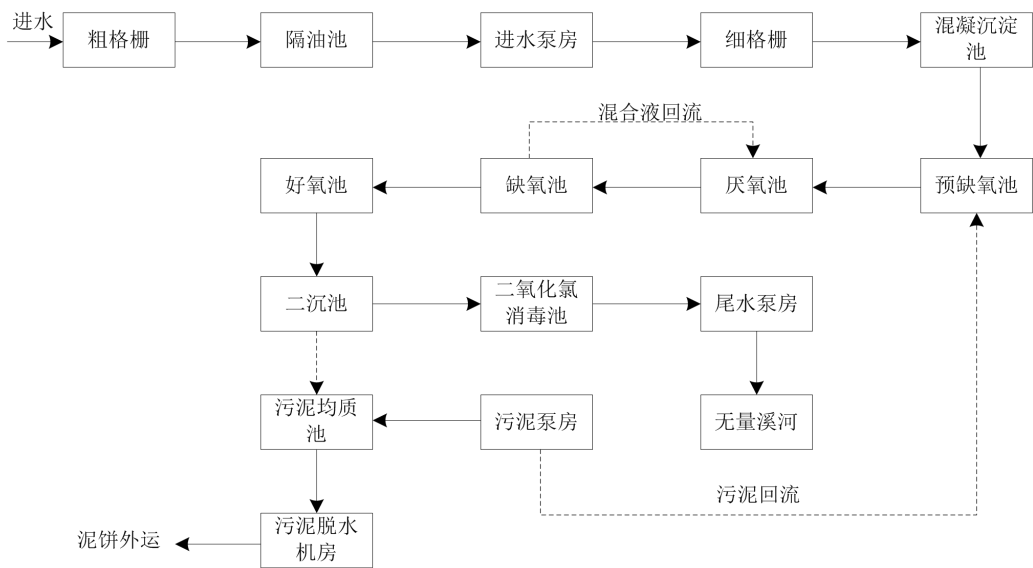 进水
粗格栅
隔油池
进水泵房
细格栅
混凝沉淀
池
混合液回流
好氧池
缺氧池
厌氧池
预缺氧池
二沉池
二氧化氯
消毒池
尾水泵房
污泥均质
池
污泥泵房
无量溪河
污泥回流
泥饼外运
污泥脱水
机房